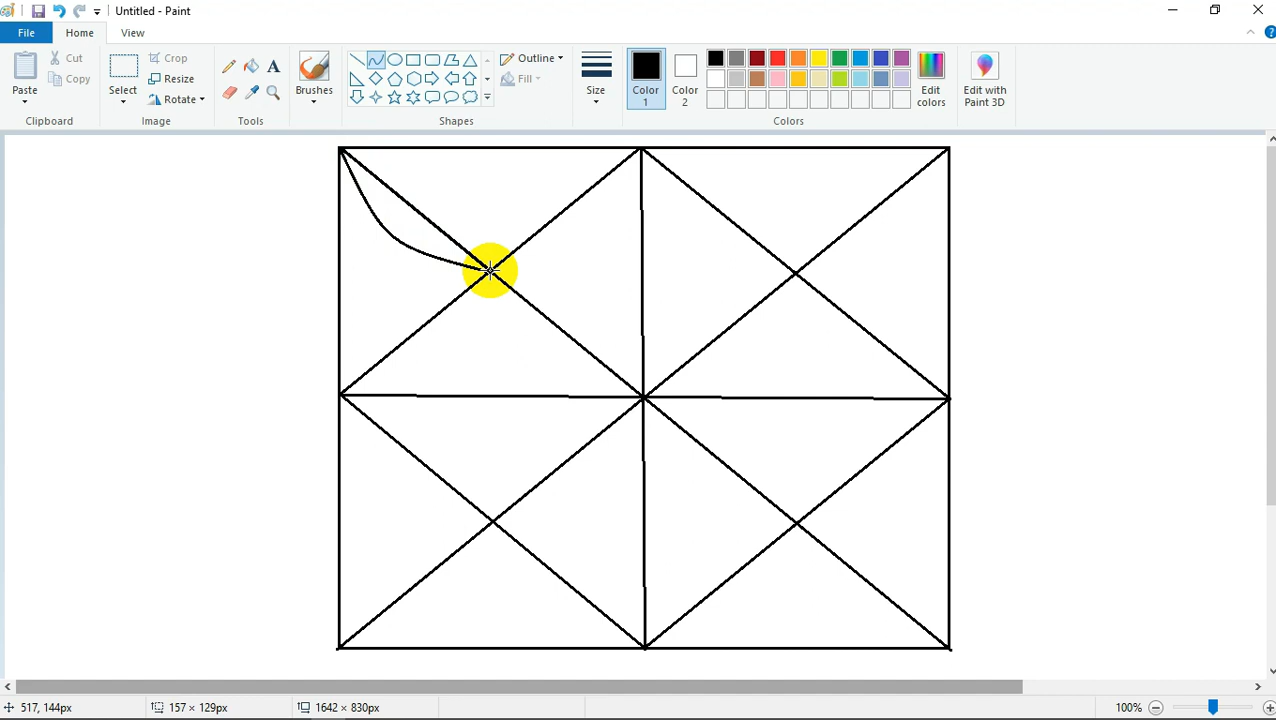 Untitled - Paint
File
Home
View
Paste
Cut
Copy
Clipboard
Select
Crop
Resize
Rotate
Image
A
Tools
Brushes
Shapes
Outline
Fill
Size
Color 1
Color 2
Edit colors
Colors
Edit with Paint 3D
517, 144px
157 × 129px
1642 × 830px
100%